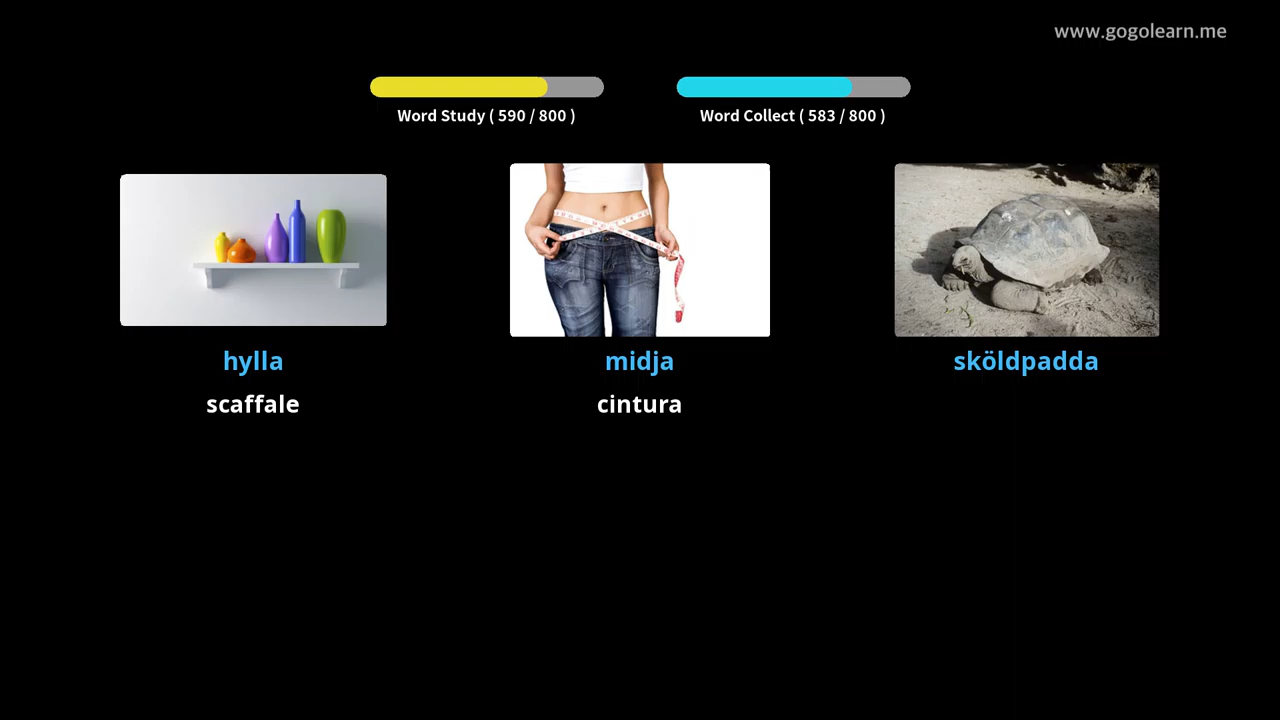 www.gogolearn.me
Word Study ( 590 / 800 )
Word Collect ( 583 / 800 )
hylla
midja
sköldpadda
scaffale
cintura